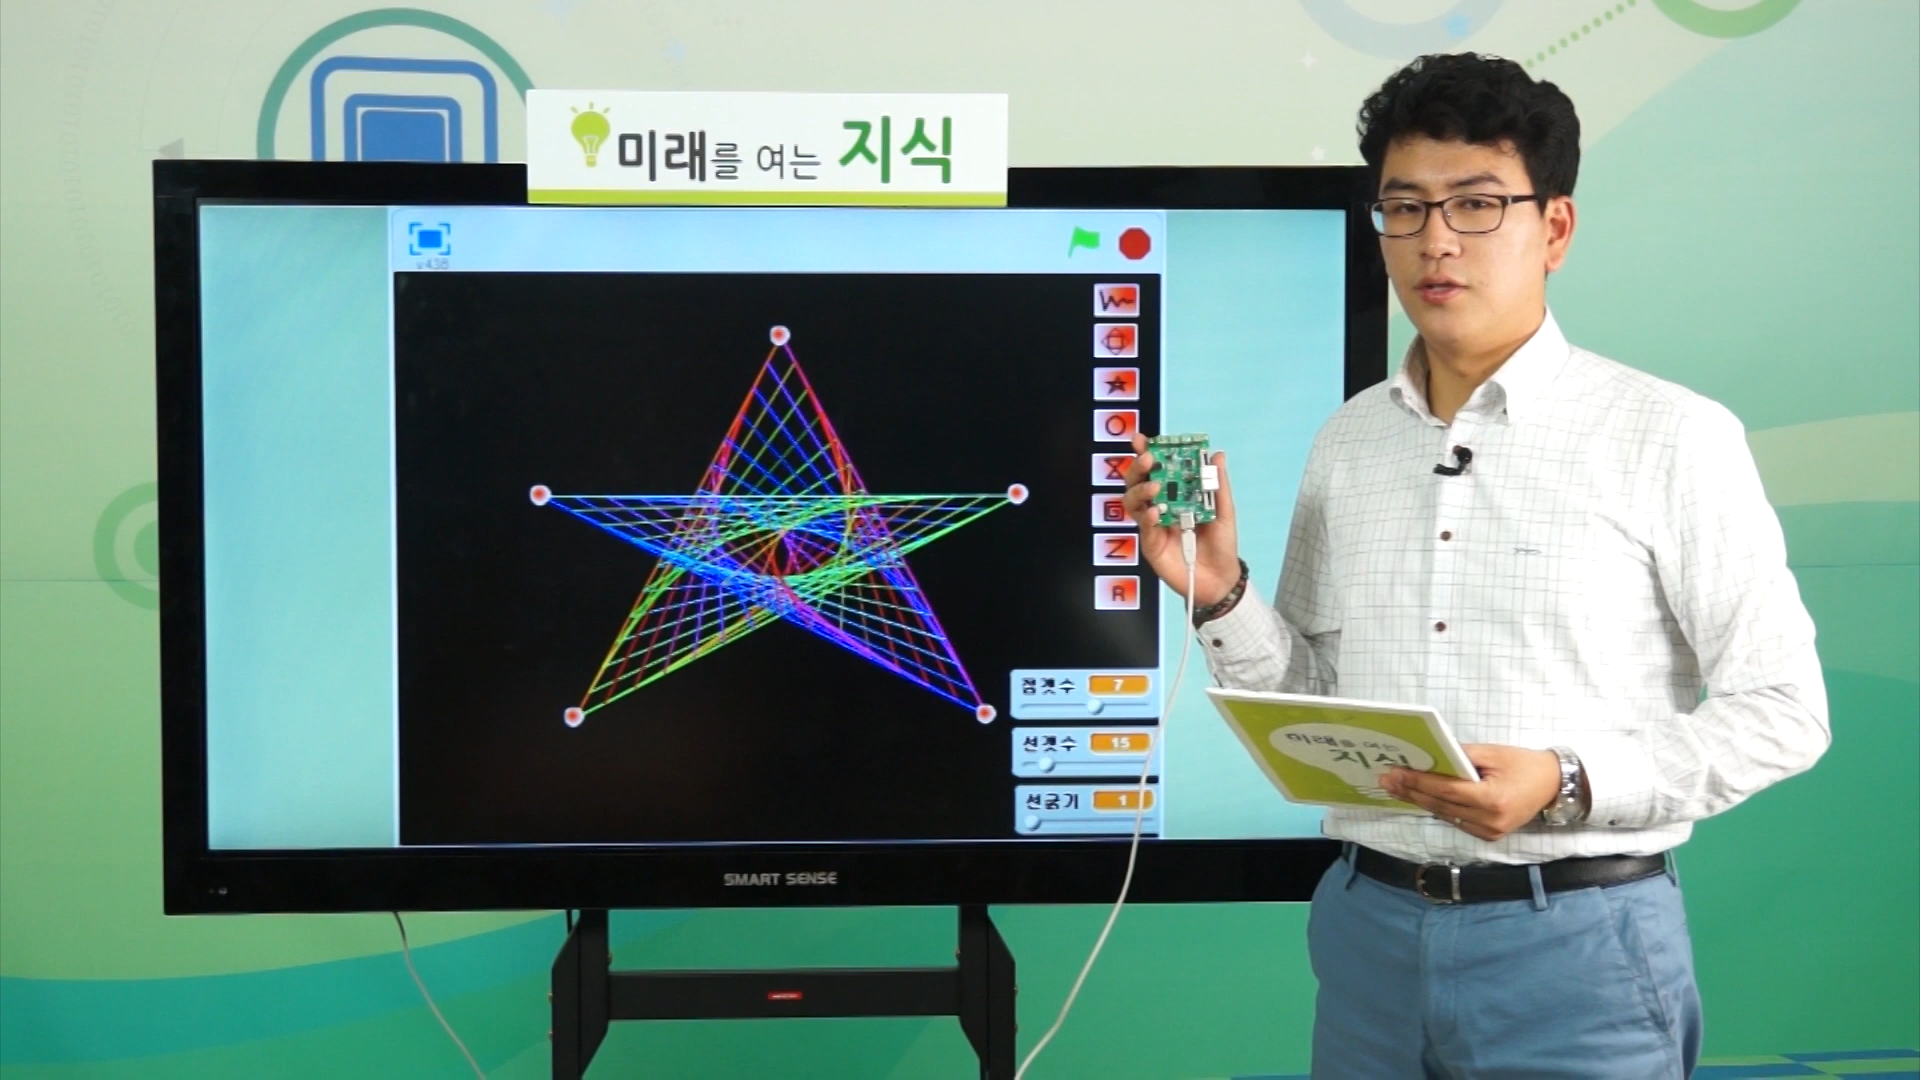 미래를 여는 지식
v438
R
점갯수 7
선갯수 15
선굵기 1
미래를 여는
지식
SMART SENSE